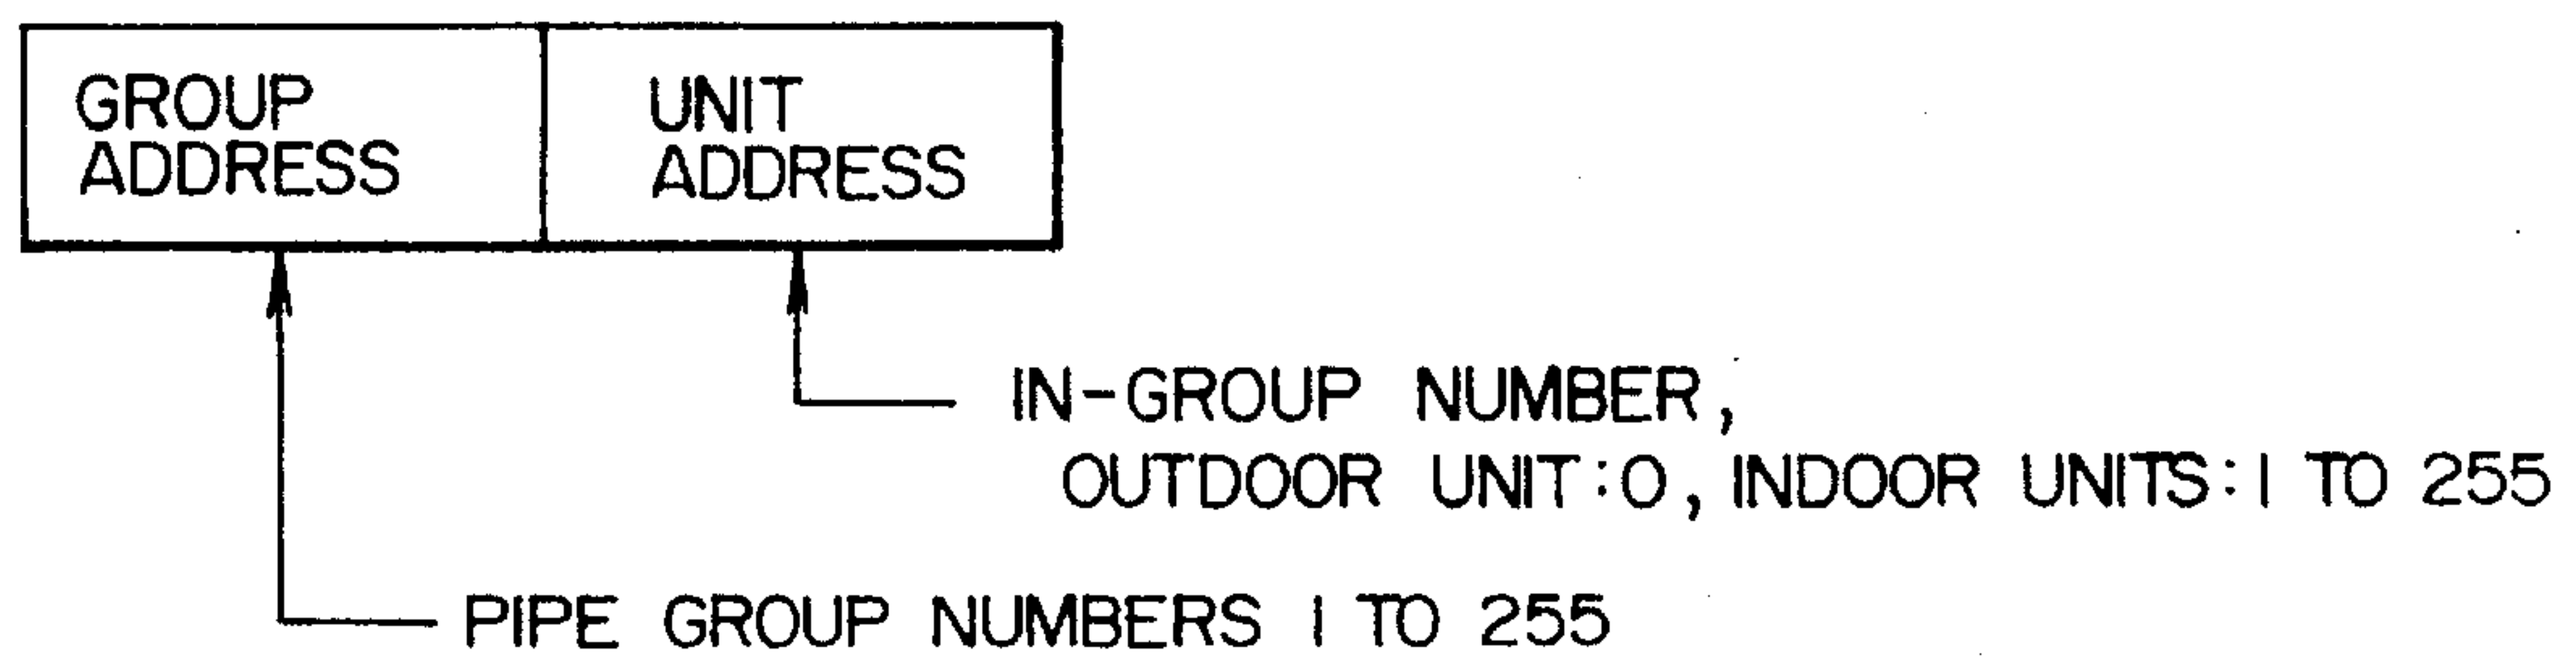 GROUP
ADDRESS
UNIT
ADDRESS
IN-GROUP NUMBER,
OUTDOOR UNIT:0, INDOOR UNITS:1 TO 255
PIPE GROUP NUMBERS 1 TO 255